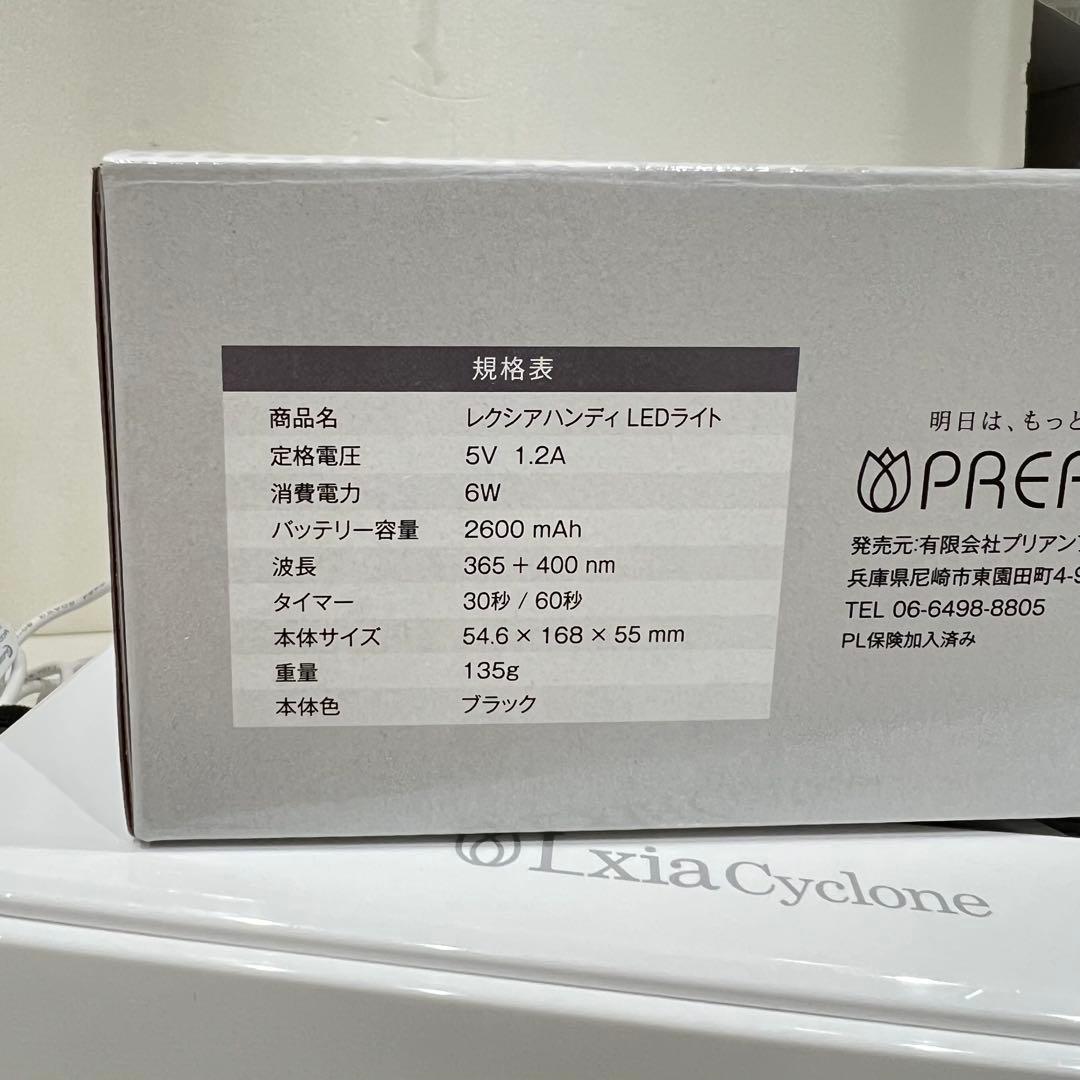 規格表
商品名 レクシアハンディ LEDライト
定格電圧 5V 1.2A
消費電力 6W
バッテリー容量 2600 mAh
波長 365 + 400 nm
タイマー 30秒 / 60秒
本体サイズ 54.6 × 168 × 55 mm
重量 135g
本体色 ブラック
明日は、もっと
PREA
発売元:有限会社プリアン
兵庫県尼崎市東園田町4-9
TEL 06-6498-8805
PL保険加入済み
Lxia Cyclone